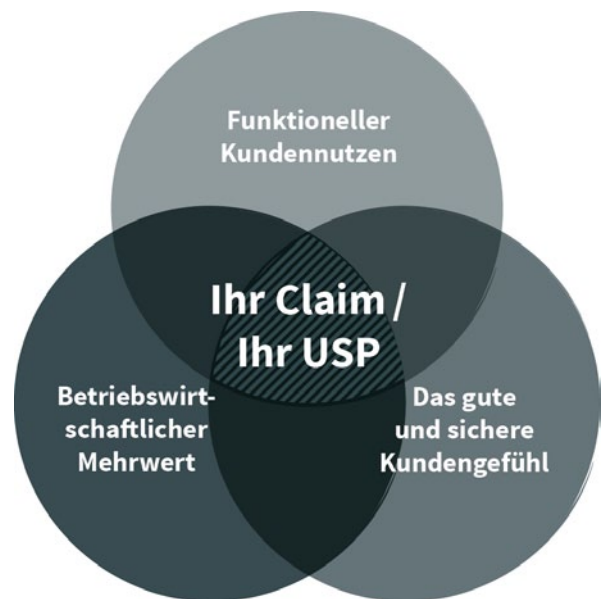 Funktioneller
Kundennutzen
Ihr Claim /
Ihr USP
Betriebswirt-
schaftlicher
Mehrwert
Das gute
und sichere
Kundengefühl